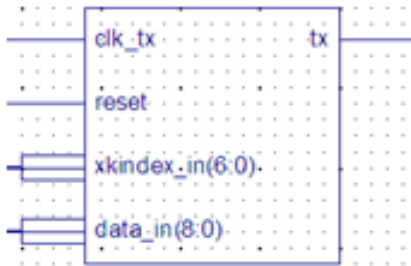 clk_tx tx
reset
xkindex_in(6:0)
data_in(8:0)